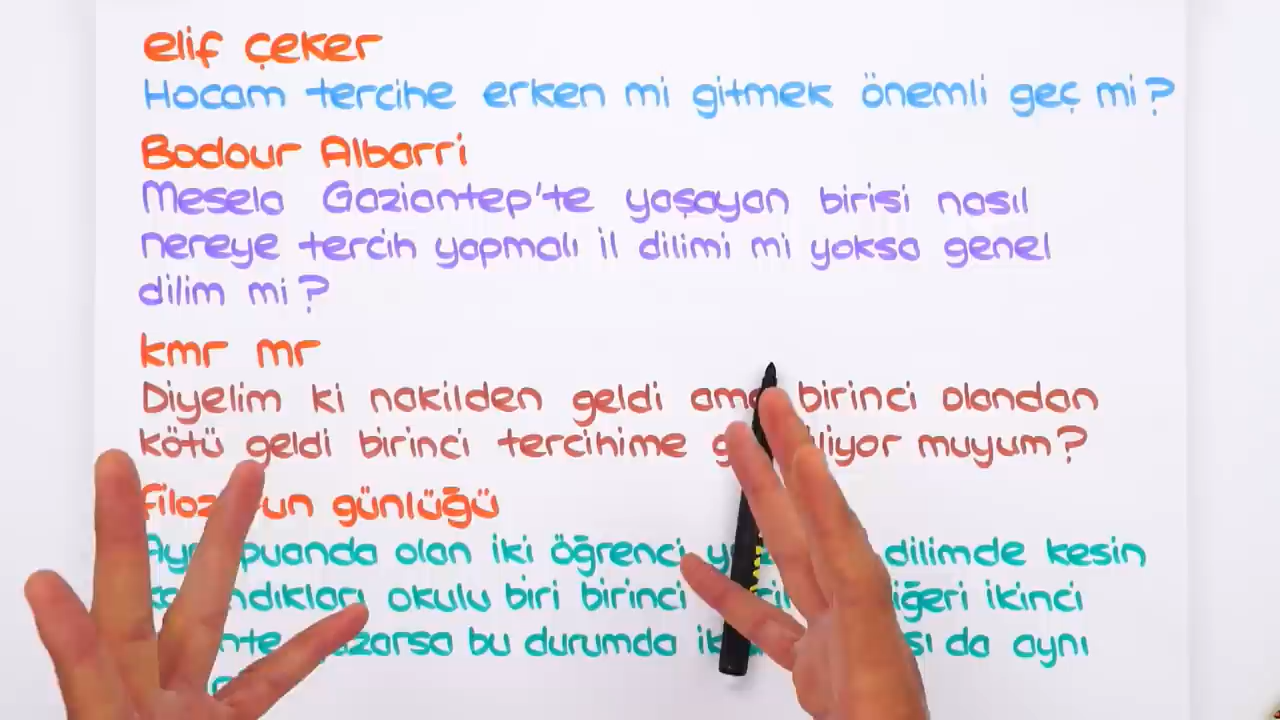 elif çeker
Hocam tercihe erken mi gitmek önemli geç mi?
Bodour Albarri
Mesela Gaziantep'te yaşayan birisi nasıl
nereye tercih yapmalı il dilimi mi yoksa genel
dilim mi?
kmr mr
Diyelim ki nakilden geldi ama birinci olandan
kötü geldi birinci tercihime muyum?
günlüğü
olan iki öğrenci dilimde kesin
okulu biri birinci ikinci
bu durumda da aynı